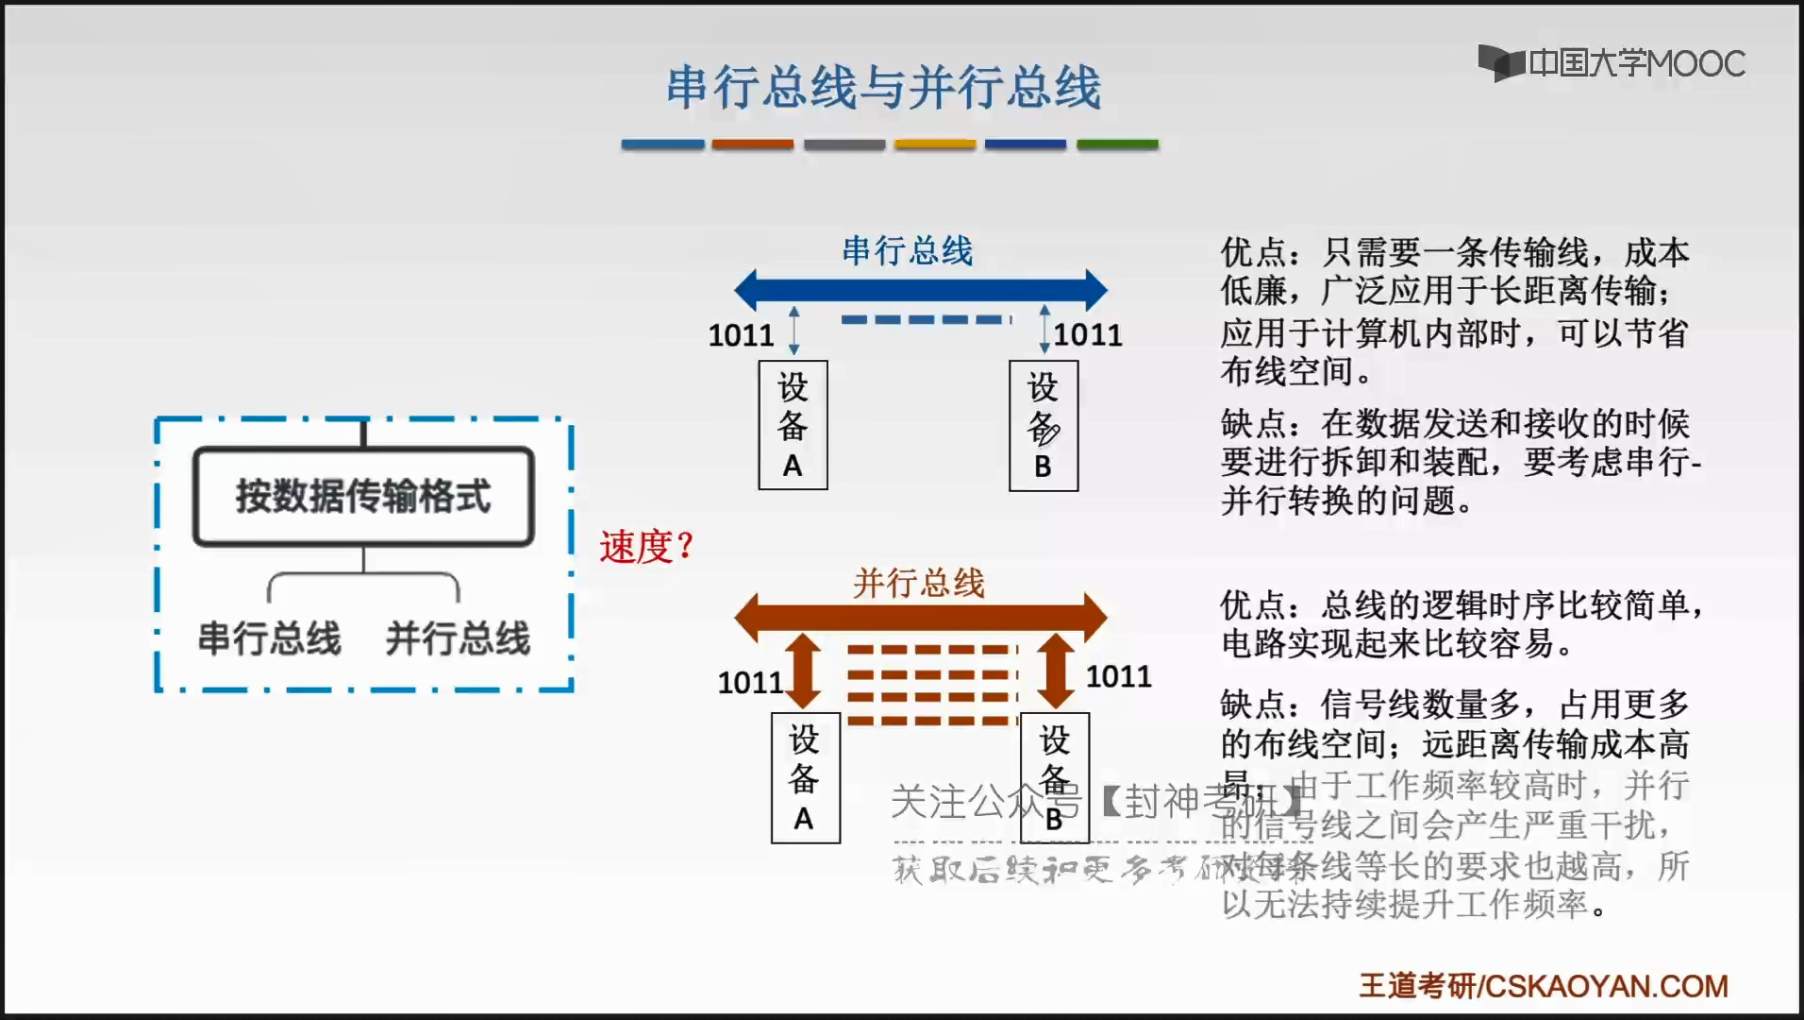 中国大学MOOC
串行总线与并行总线
串行总线
1011
1011
设
备
A
设
备
B
优点：只需要一条传输线，成本
低廉，广泛应用于长距离传输；
应用于计算机内部时，可以节省
布线空间。
缺点：在数据发送和接收的时候
要进行拆卸和装配，要考虑串行-
并行转换的问题。
按数据传输格式
串行总线
并行总线
速度？
并行总线
1011
1011
设
备
A
设
备
B
优点：总线的逻辑时序比较简单，
电路实现起来比较容易。
缺点：信号线数量多，占用更多
的布线空间；远距离传输成本高
昂；由于工作频率较高时，并行
的信号线之间会产生严重干扰，
对每条线等长的要求也越高，所
以无法持续提升工作频率。
关注公众号【封神考研】
获取后续和更多考研
王道考研/CSKAOYAN.COM